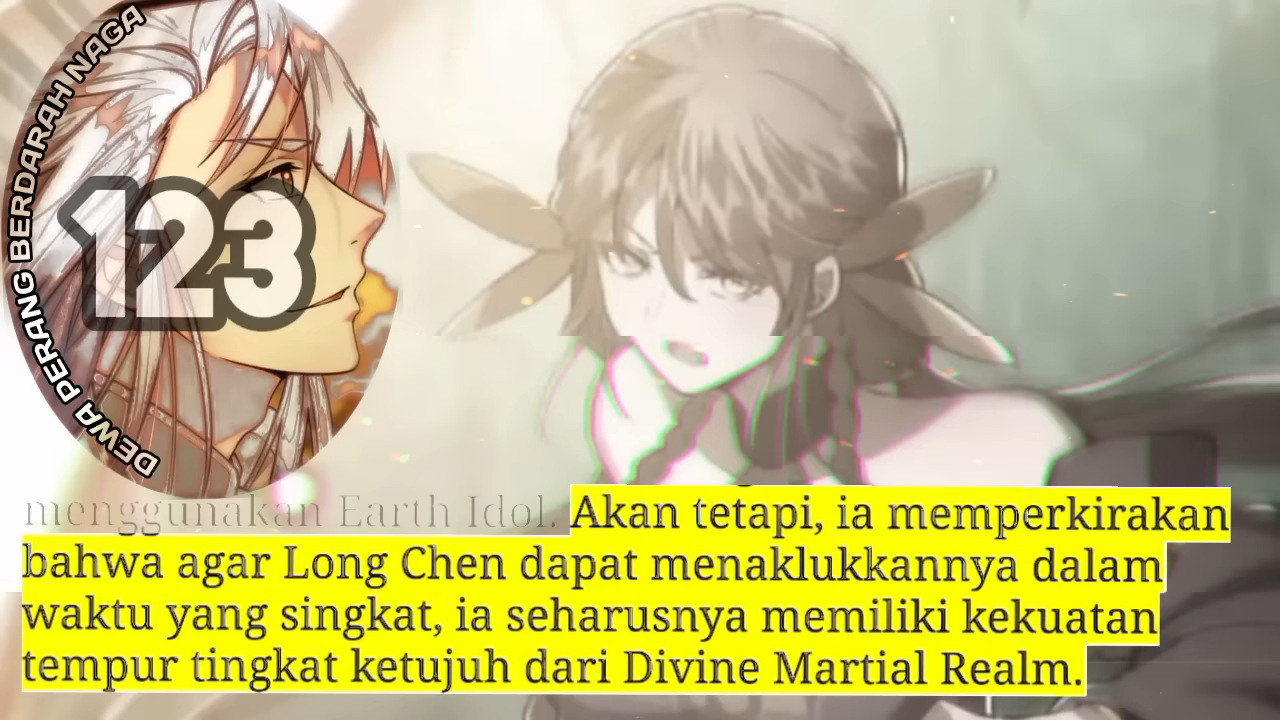 DEWA PERANG BERDARAH NAGA
123
menggunakan Earth Idol. Akan tetapi, ia memperkirakan
bahwa agar Long Chen dapat menaklukkannya dalam
waktu yang singkat, ia seharusnya memiliki kekuatan
tempur tingkat ketujuh dari Divine Martial Realm.